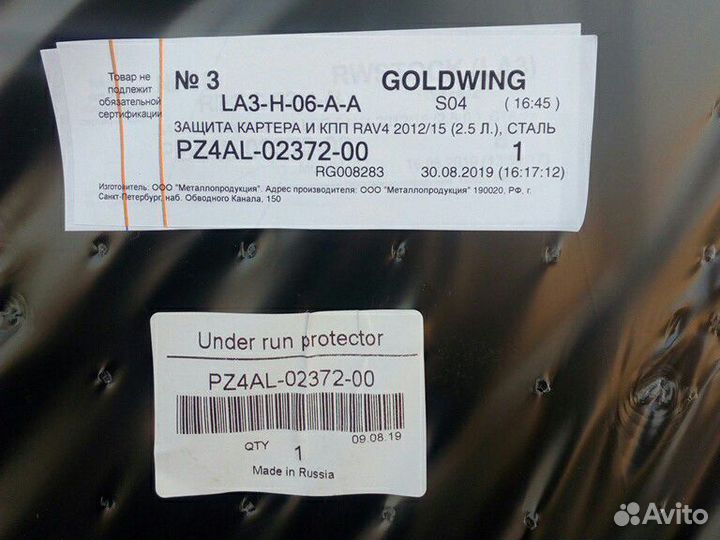 Товар не
подлежит
обязательной
сертификации
№ 3 GOLDWING
LA3-H-06-A-A S04 (16:45)
ЗАЩИТА КАРТЕРА И КПП RAV4 2012/15 (2.5 Л.), СТАЛЬ
PZ4AL-02372-00 1
RG008283 30.08.2019 (16:17:12)
Изготовитель: ООО "Металлопродукция". Адрес производителя: ООО "Металлопродукция" 190020, РФ, г.
Санкт-Петербург, наб. Обводного Канала, 150
Under run protector
PZ4AL-02372-00
09.08.19
QTY 1
Made in Russia
Avito